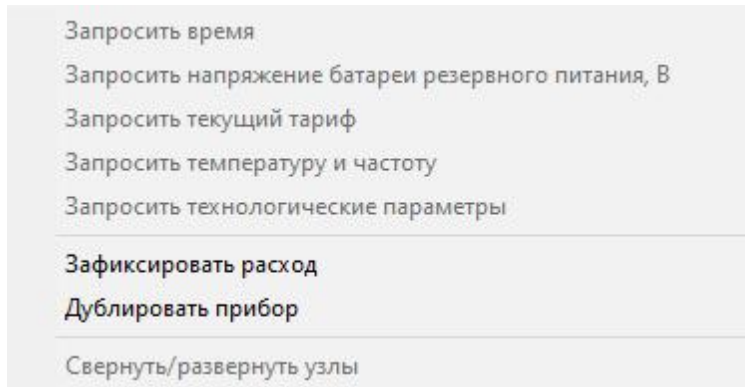 Запросить время
Запросить напряжение батареи резервного питания, В
Запросить текущий тариф
Запросить температуру и частоту
Запросить технологические параметры
Зафиксировать расход
Дублировать прибор
Свернуть/развернуть узлы